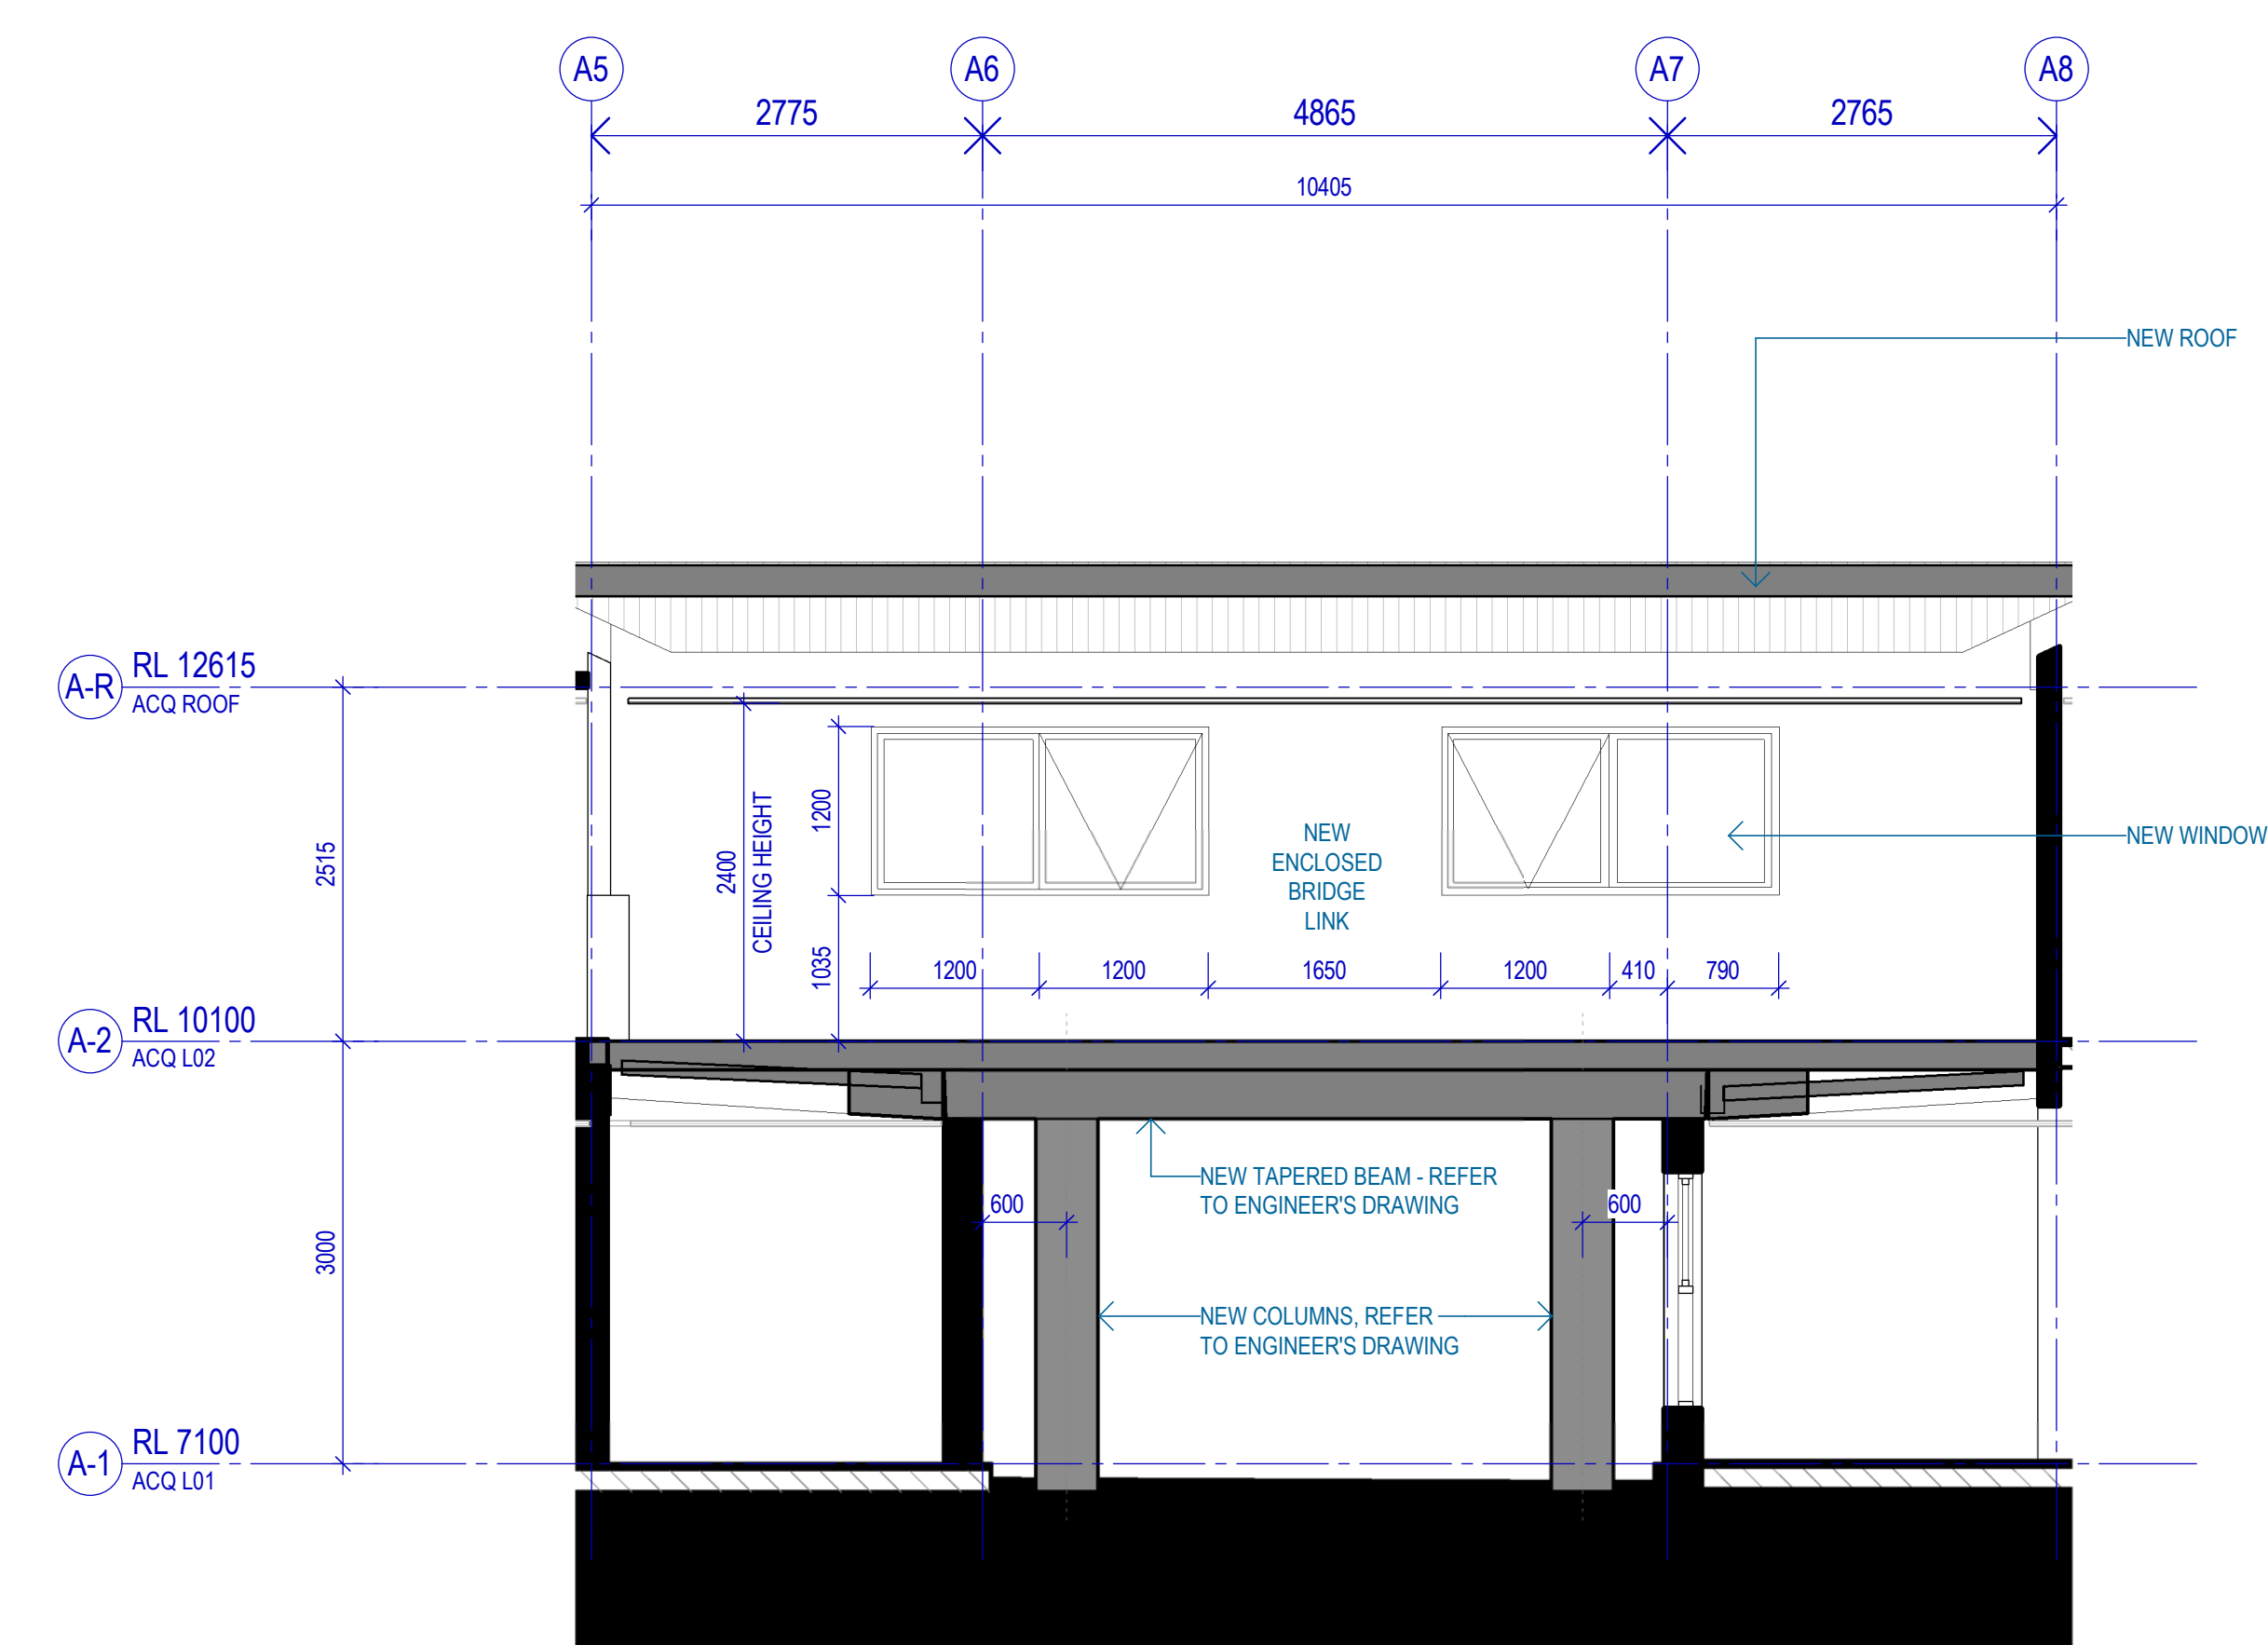 A5
A6
A7
A8
2775
4865
2765
10405
NEW ROOF
A-R
RL 12615
ACQ ROOF
2515
2400
CEILING HEIGHT
1200
1035
NEW
ENCLOSED
BRIDGE
LINK
NEW WINDOW
1200
1200
1650
1200
410
790
A-2
RL 10100
ACQ L02
3000
NEW TAPERED BEAM - REFER
TO ENGINEER'S DRAWING
600
600
NEW COLUMNS, REFER
TO ENGINEER'S DRAWING
A-1
RL 7100
ACQ L01